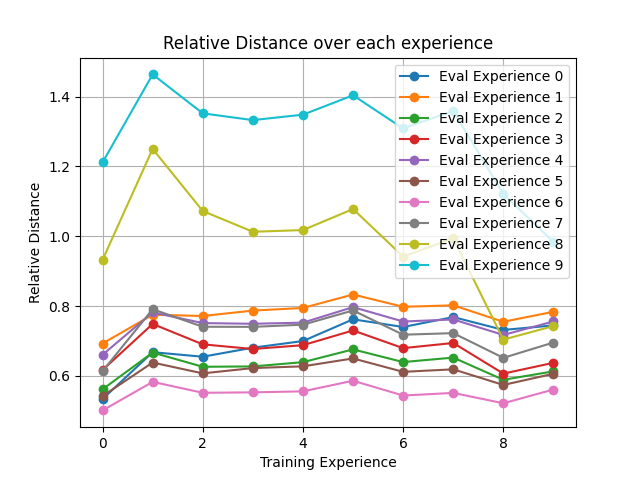 Relative Distance over each experience
Relative Distance
1.4
1.2
1.0
0.8
0.6
0
2
4
6
8
Training Experience
Eval Experience 0
Eval Experience 1
Eval Experience 2
Eval Experience 3
Eval Experience 4
Eval Experience 5
Eval Experience 6
Eval Experience 7
Eval Experience 8
Eval Experience 9